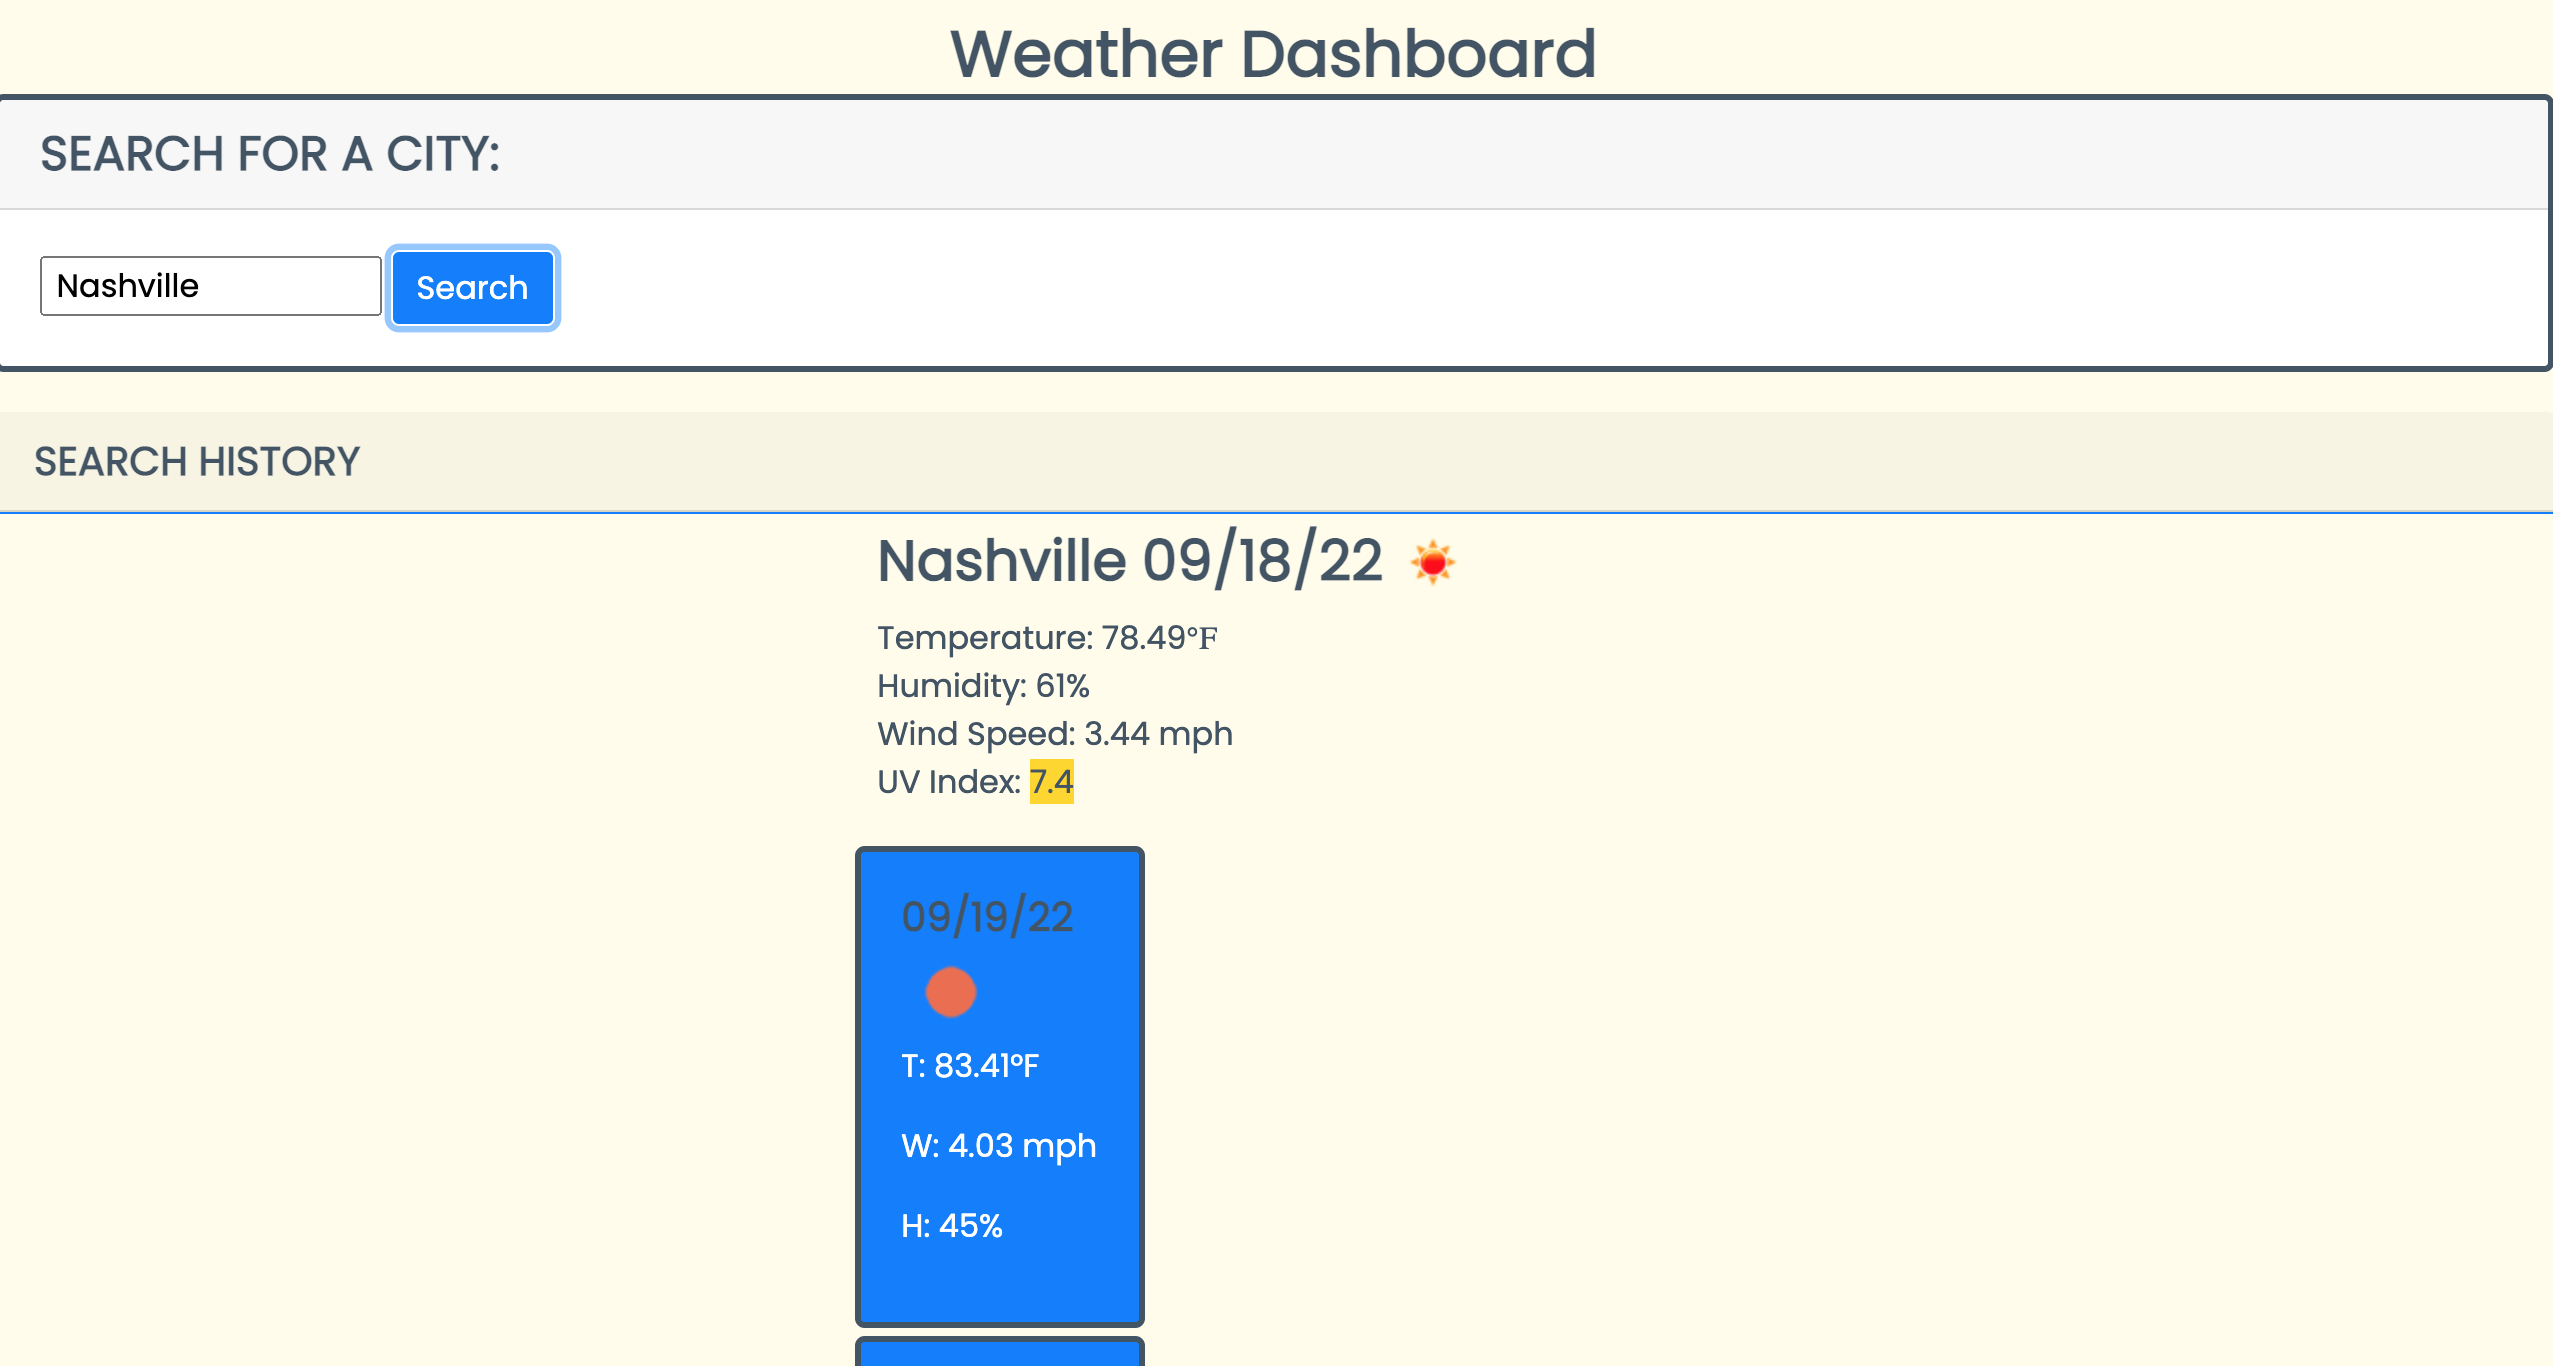 Weather Dashboard
SEARCH FOR A CITY:
Nashville Search
SEARCH HISTORY
Nashville 09/18/22
Temperature: 78.49°F
Humidity: 61%
Wind Speed: 3.44 mph
UV Index: 7.4
09/19/22
T: 83.41°F
W: 4.03 mph
H: 45%